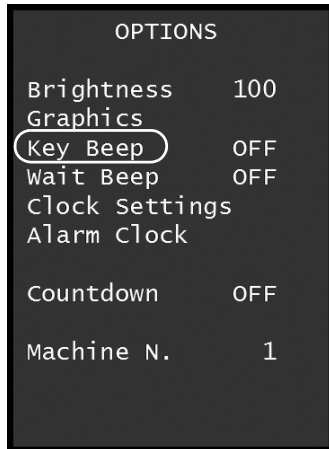 OPTIONS
Brightness 100
Graphics
Key Beep OFF
Wait Beep OFF
Clock Settings
Alarm Clock
Countdown OFF
Machine N. 1